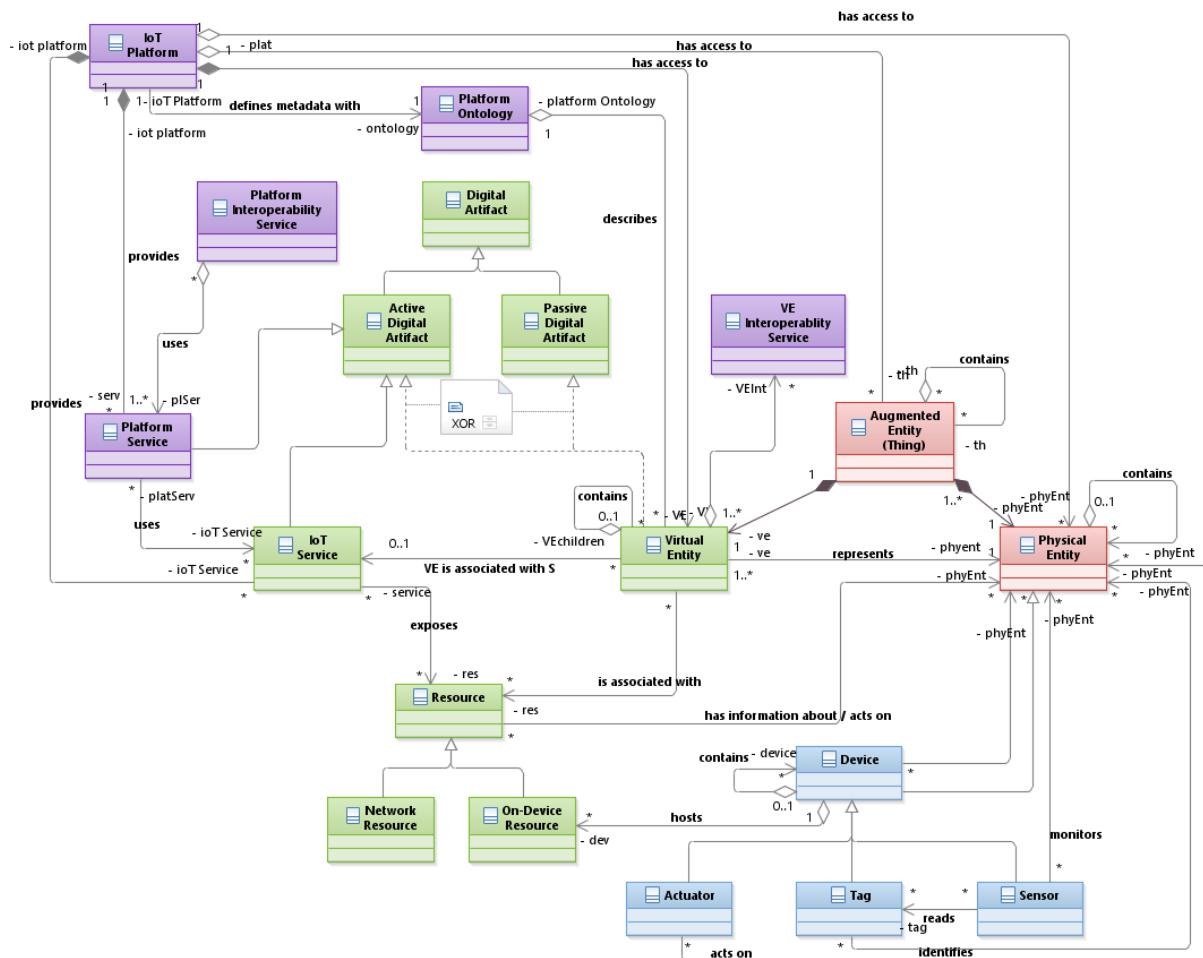 has access to
- iot platform
1
IoT
Platform
1
- plat
has access to
has access to
1
1
1
1- ioT Platform
defines metadata with
1
- ontology
Platform
Ontology
- platform Ontology
1
- iot platform
Platform
Interoperability
Service
Digital
Artifact
describes
provides
*
Active
Digital
Artifact
Passive
Digital
Artifact
VE
Interoperablity
Service
uses
contains
- th
- th
- VEInt
*
*
*
XOR
provides
- serv
*
1..*
- plSer
Platform
Service
Augmented
Entity
(Thing)
*
- th
- platServ
uses
1
1..*
contains
0..1
contains
0..1
*
*
- VE
- V
1..*
- phyEnt
- phyEnt
1
*
*
- ioT Service
IoT
Service
0..1
- VEchildren
Virtual
Entity
- ve
1
- ve
represents
- phyent
1
Physical
Entity
*
- phyEnt
- ioT Service
VE is associated with S
*
1..*
- phyEnt
- phyEnt
- phyEnt
*
*
- service
*
*
*
*
*
exposes
- phyEnt
- phyEnt
*
- res
*
is associated with
Resource
- res
has information about / acts on
*
contains
- device
*
Device
*
0..1
1
Network
Resource
On-Device
Resource
*
hosts
- dev
monitors
*
Actuator
Tag
*
*
Sensor
reads
- tag
*
acts on
*
identifies